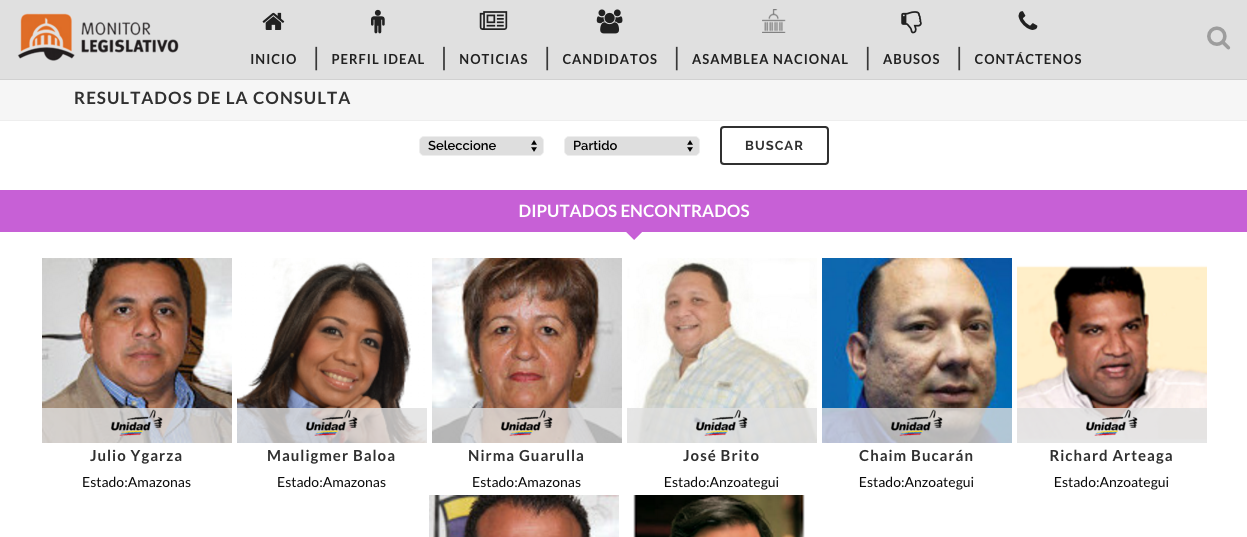 MONITOR
LEGISLATIVO
INICIO
PERFIL IDEAL
NOTICIAS
CANDIDATOS
ASAMBLEA NACIONAL
ABUSOS
CONTÁCTENOS
RESULTADOS DE LA CONSULTA
Seleccione
Partido
BUSCAR
DIPUTADOS ENCONTRADOS
Unidad
Unidad
Unidad
Unidad
Unidad
Unidad
Julio Ygarza
Mauligmer Baloa
Nirma Guarulla
José Brito
Chaim Bucarán
Richard Arteaga
Estado:Amazonas
Estado:Amazonas
Estado:Amazonas
Estado:Anzoategui
Estado:Anzoategui
Estado:Anzoategui